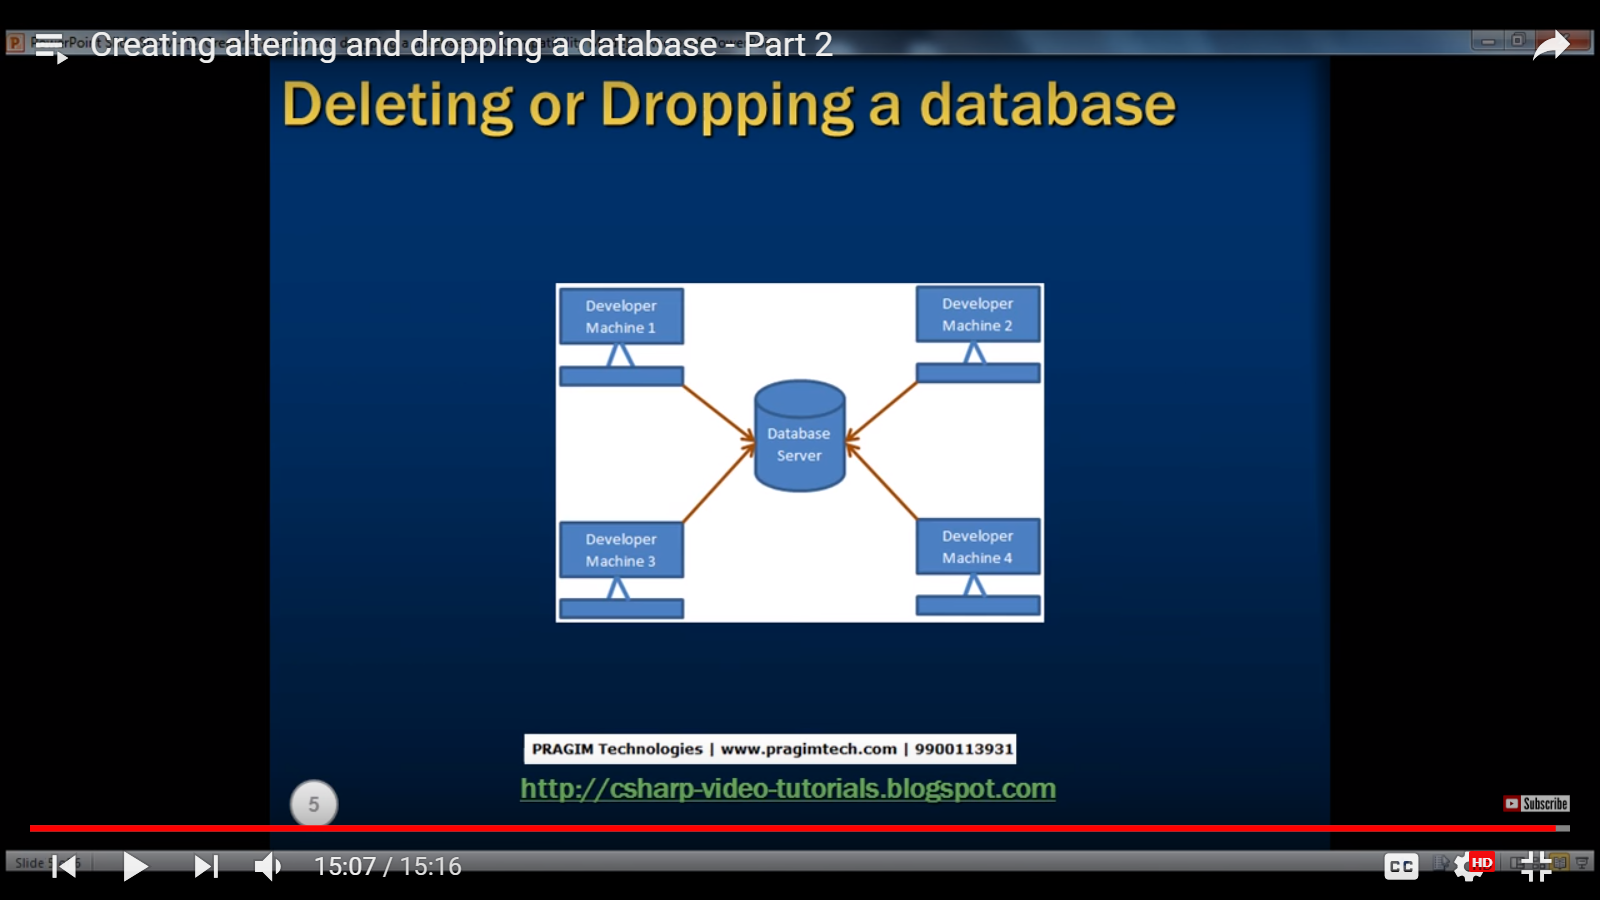 Creating altering and dropping a database - Part 2
Deleting or Dropping a database
Developer
Machine 1
Developer
Machine 2
Database
Server
Developer
Machine 3
Developer
Machine 4
PRAGIM Technologies | www.pragimtech.com | 9900113931
http://csharp-video-tutorials.blogspot.com
5
Subscribe
Slide
15:07 / 15:16
CC
HD